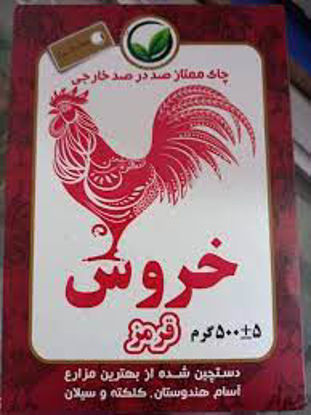 چای ممتاز صد در صد خارجی
خروس
قرمز
۵۰۰±۵ گرم
دستچین شده از بهترین مزارع
آسام هندوستان، کلکته و سیلان